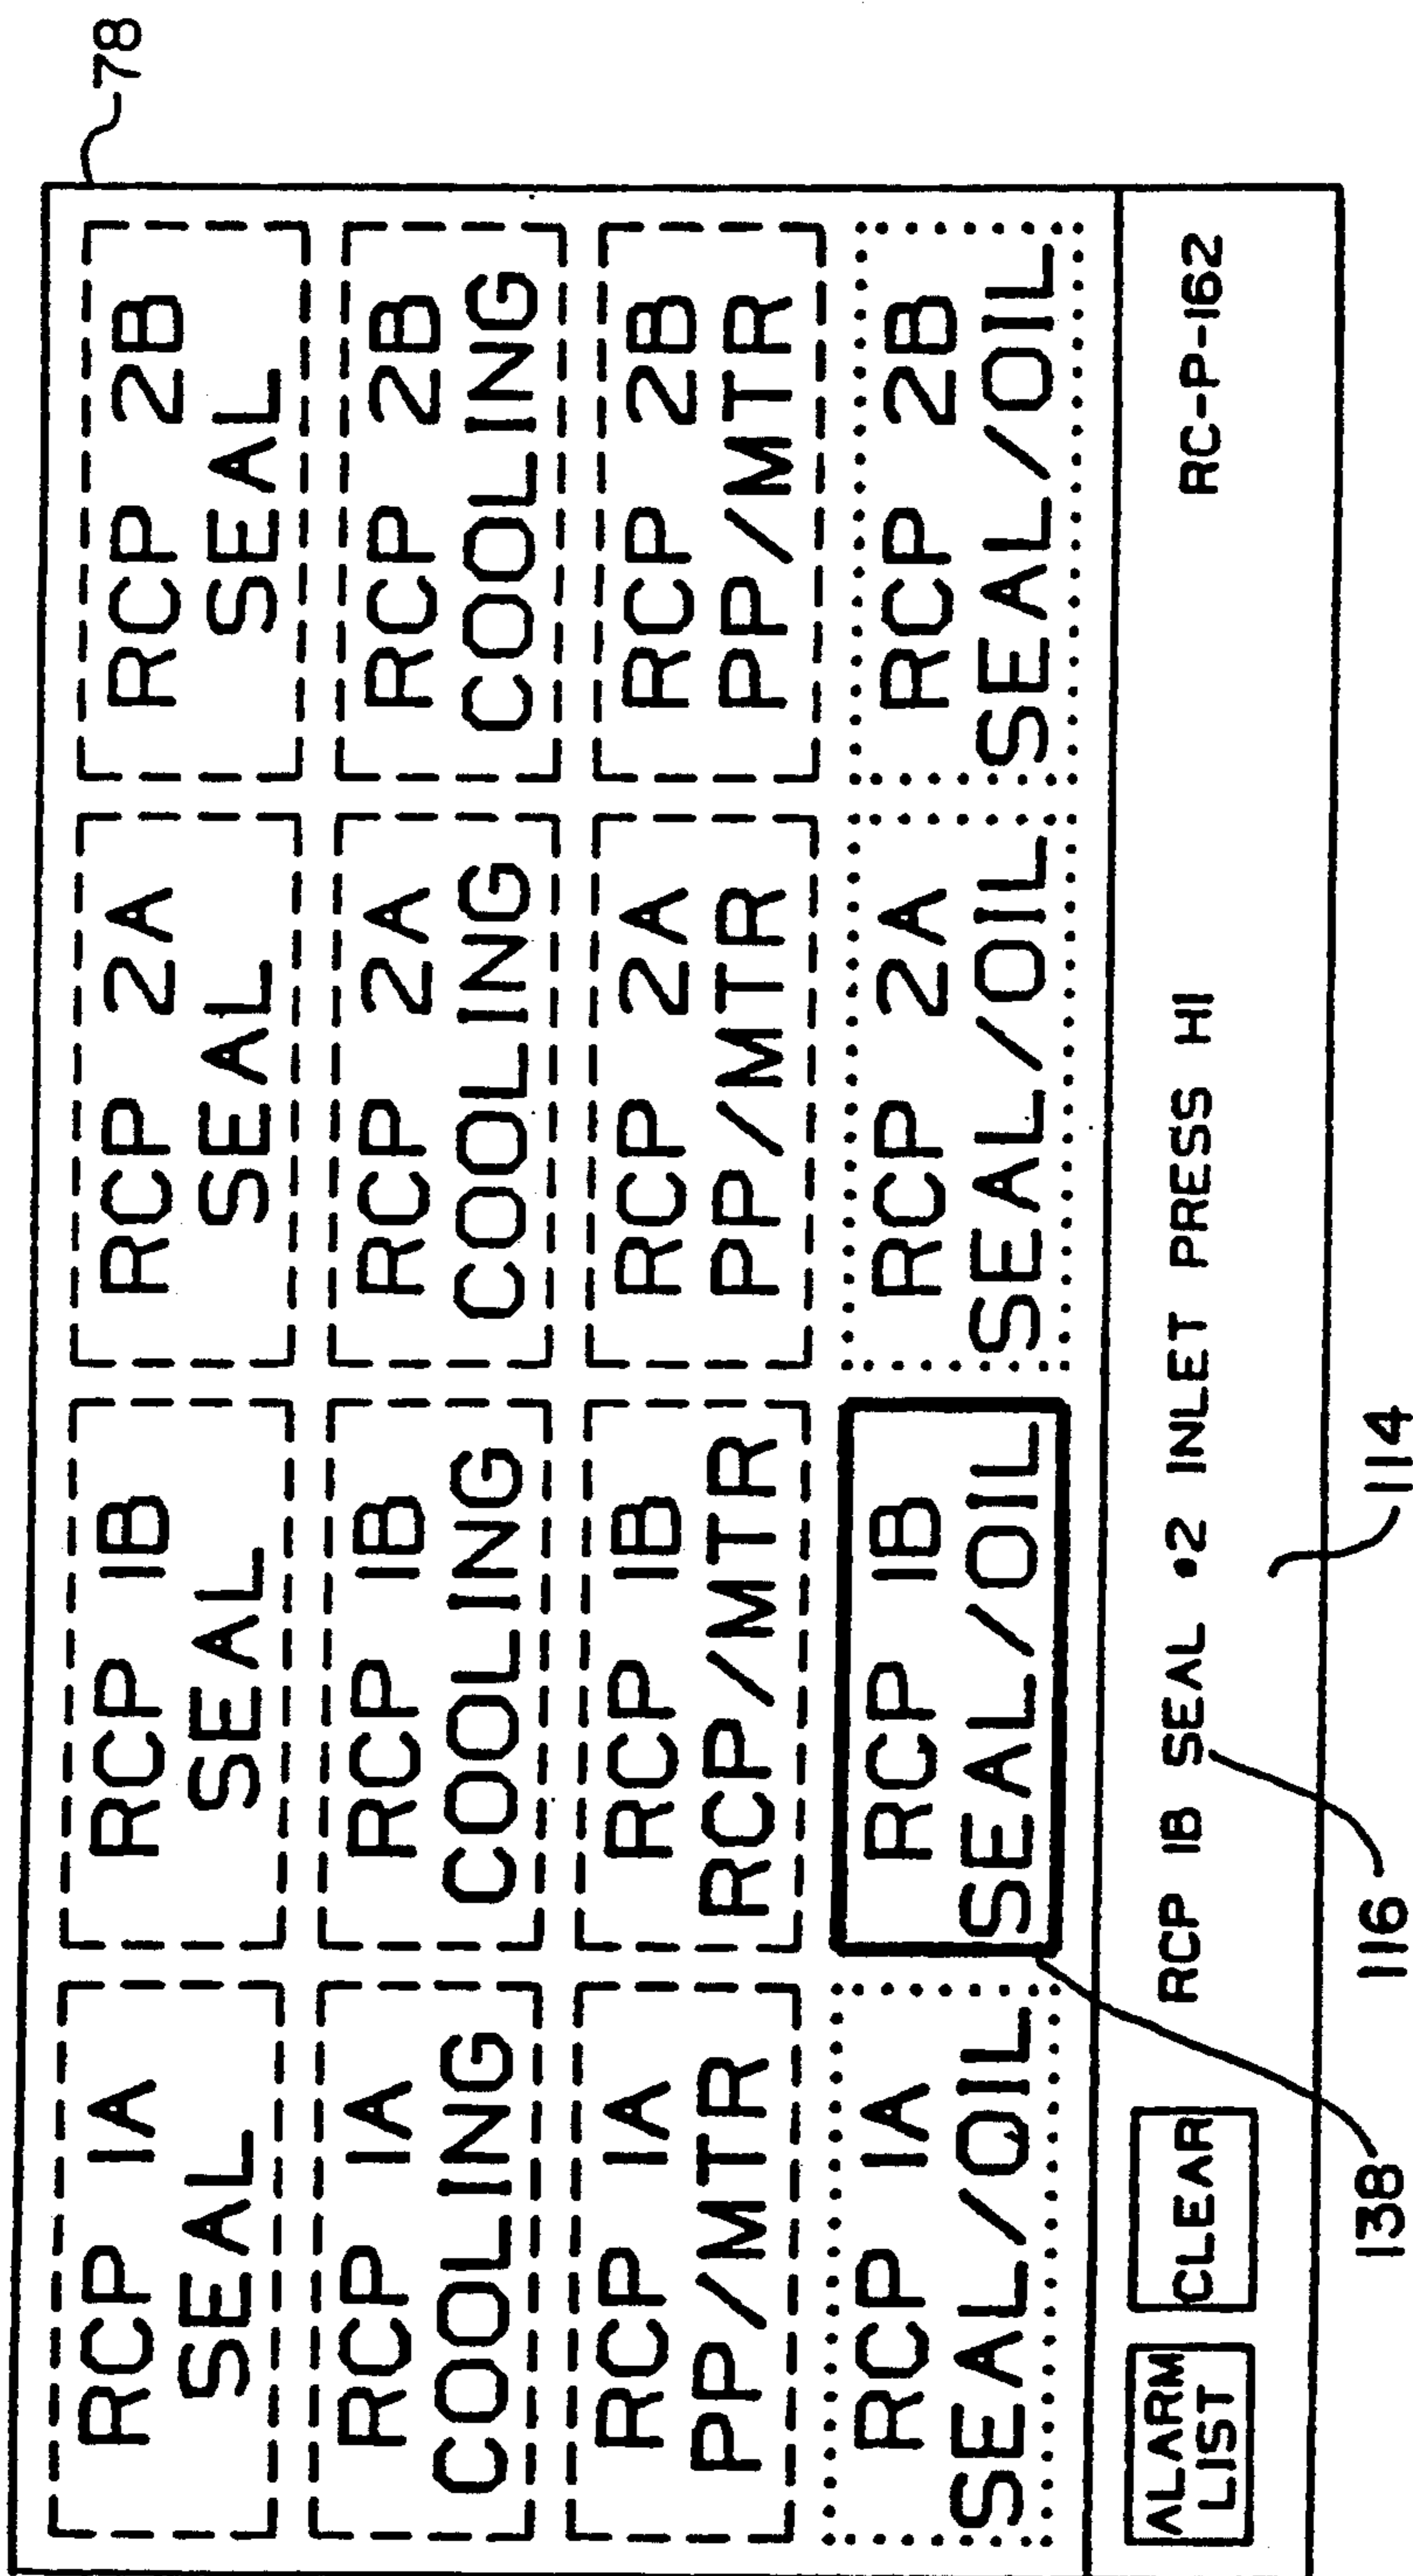 78
RCP 1A SEAL
RCP 1B SEAL
RCP 2A SEAL
RCP 2B SEAL
RCP 1A COOLING
RCP 1B COOLING
RCP 2A COOLING
RCP 2B COOLING
RCP 1A PP/MTR
RCP 1B RCP/MTR
RCP 2A PP/MTR
RCP 2B PP/MTR
RCP 1A SEAL/OIL
RCP 1B SEAL/OIL
RCP 2A SEAL/OIL
RCP 2B SEAL/OIL
ALARM LIST
CLEAR
RCP 1B SEAL #2 INLET PRESS HI
RC-P-162
138
116
114